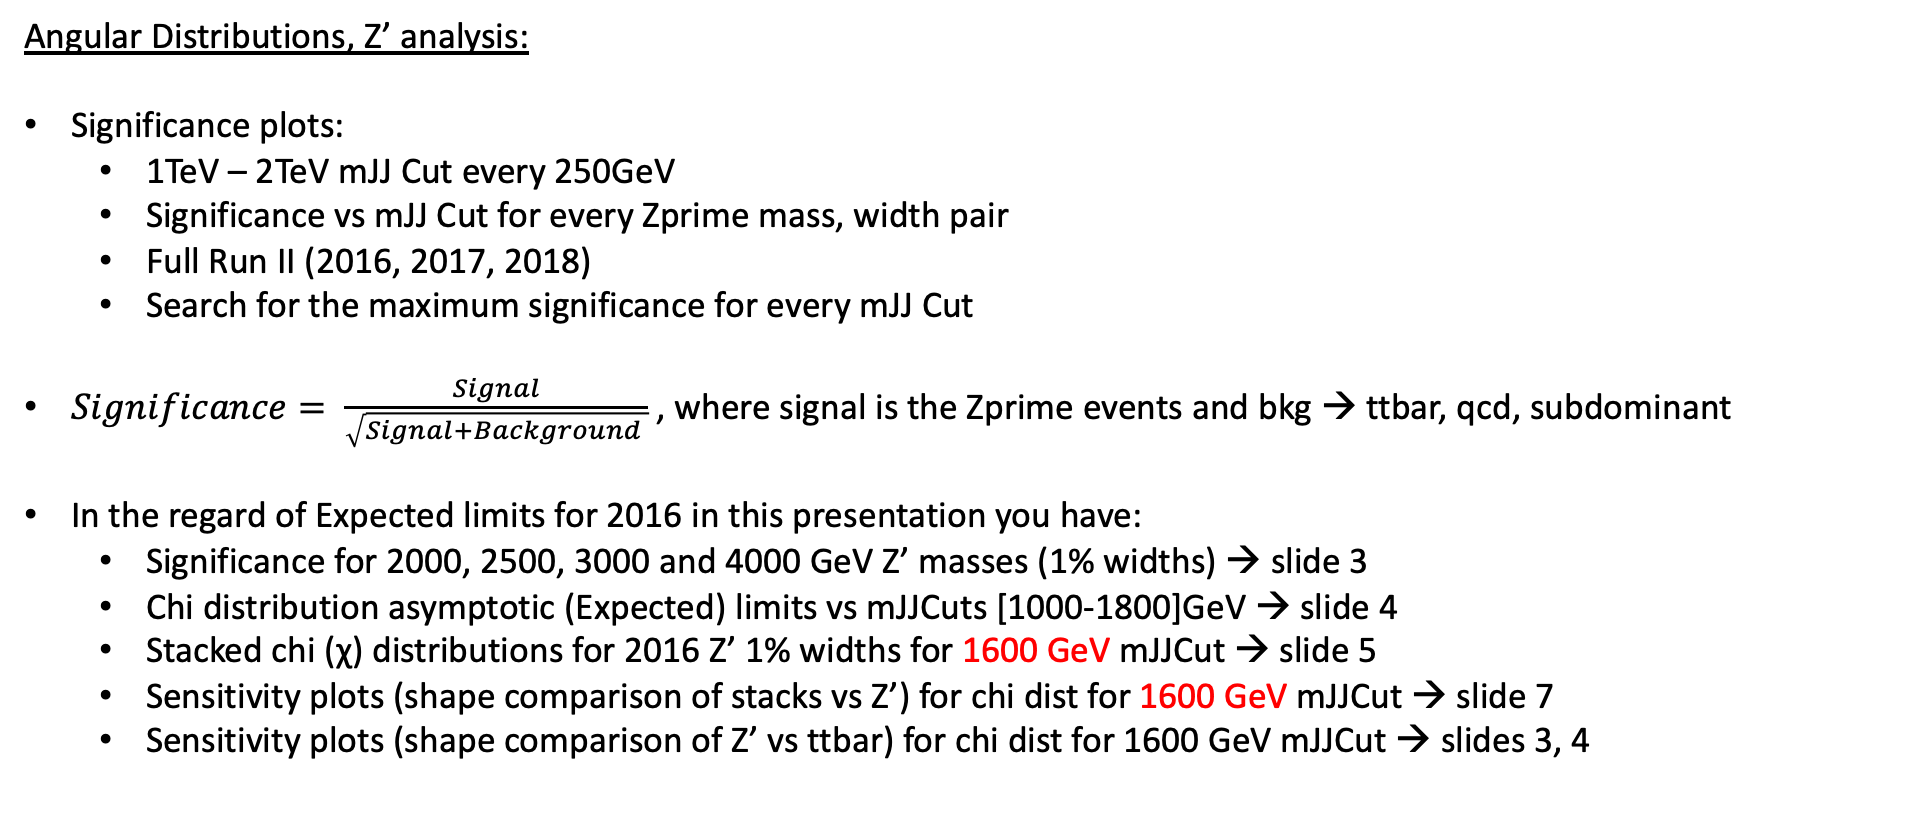 Angular Distributions, Z’ analysis:
• Significance plots:
• 1TeV – 2TeV mJJ Cut every 250GeV
• Significance vs mJJ Cut for every Zprime mass, width pair
• Full Run II (2016, 2017, 2018)
• Search for the maximum significance for every mJJ Cut
• Significance = Signal / √(Signal+Background) , where signal is the Zprime events and bkg → ttbar, qcd, subdominant
• In the regard of Expected limits for 2016 in this presentation you have:
• Significance for 2000, 2500, 3000 and 4000 GeV Z’ masses (1% widths) → slide 3
• Chi distribution asymptotic (Expected) limits vs mJJCuts [1000-1800]GeV → slide 4
• Stacked chi (χ) distributions for 2016 Z’ 1% widths for 1600 GeV mJJCut → slide 5
• Sensitivity plots (shape comparison of stacks vs Z’) for chi dist for 1600 GeV mJJCut → slide 7
• Sensitivity plots (shape comparison of Z’ vs ttbar) for chi dist for 1600 GeV mJJCut → slides 3, 4